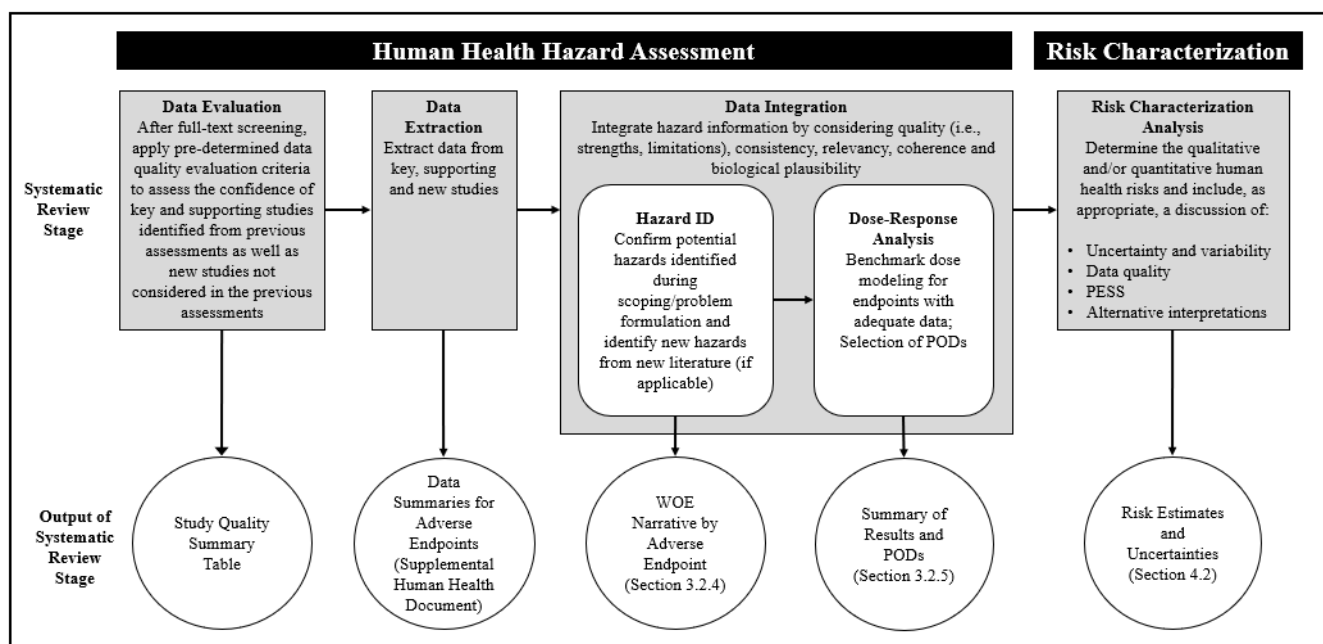 Human Health Hazard Assessment
Risk Characterization
Systematic
Review
Stage
Data Evaluation
After full-text screening,
apply pre-determined data
quality evaluation criteria
to assess the confidence of
key and supporting studies
identified from previous
assessments as well as
new studies not
considered in the previous
assessments
Data
Extraction
Extract data from
key, supporting
and new studies
Data Integration
Integrate hazard information by considering quality (i.e.,
strengths, limitations), consistency, relevancy, coherence and
biological plausibility
Hazard ID
Confirm potential
hazards identified
during
scoping/problem
formulation and
identify new hazards
from new literature (if
applicable)
Dose-Response
Analysis
Benchmark dose
modeling for
endpoints with
adequate data;
Selection of PODs
Risk Characterization
Analysis
Determine the qualitative
and/or quantitative human
health risks and include, as
appropriate, a discussion of:
• Uncertainty and variability
• Data quality
• PESS
• Alternative interpretations
Output of
Systematic
Review
Stage
Study Quality
Summary
Table
Data
Summaries for
Adverse
Endpoints
(Supplemental
Human Health
Document)
WOE
Narrative by
Adverse
Endpoint
(Section 3.2.4)
Summary of
Results and
PODs
(Section 3.2.5)
Risk Estimates
and
Uncertainties
(Section 4.2)